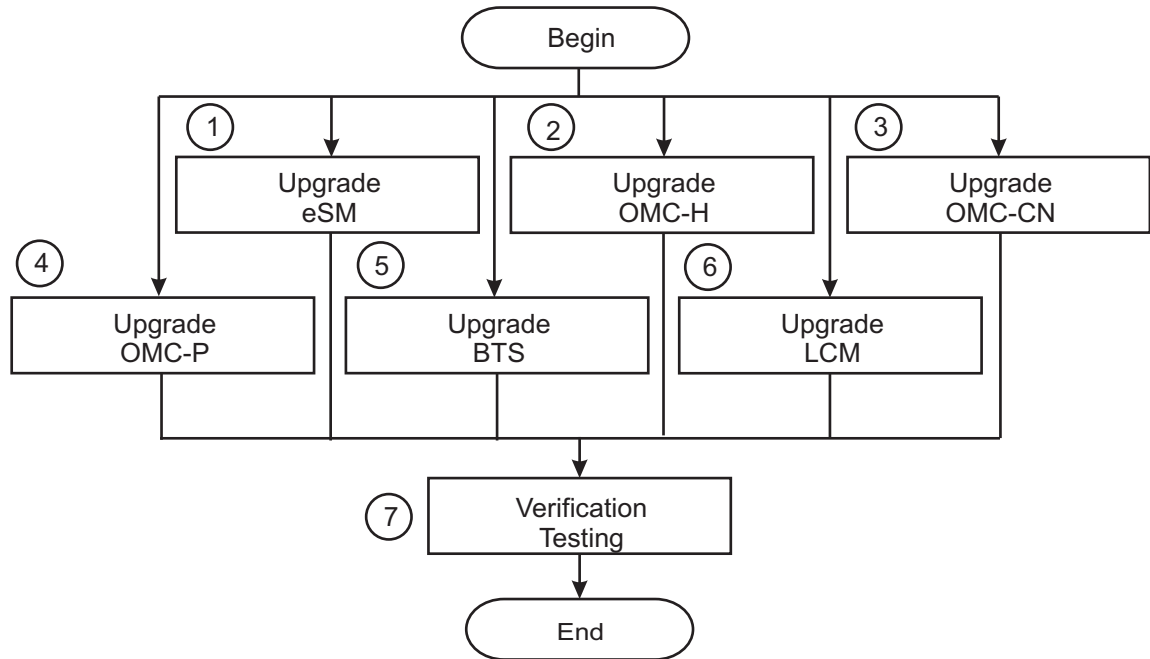 Begin
1
Upgrade
eSM
2
Upgrade
OMC-H
3
Upgrade
OMC-CN
4
Upgrade
OMC-P
5
Upgrade
BTS
6
Upgrade
LCM
7
Verification
Testing
End